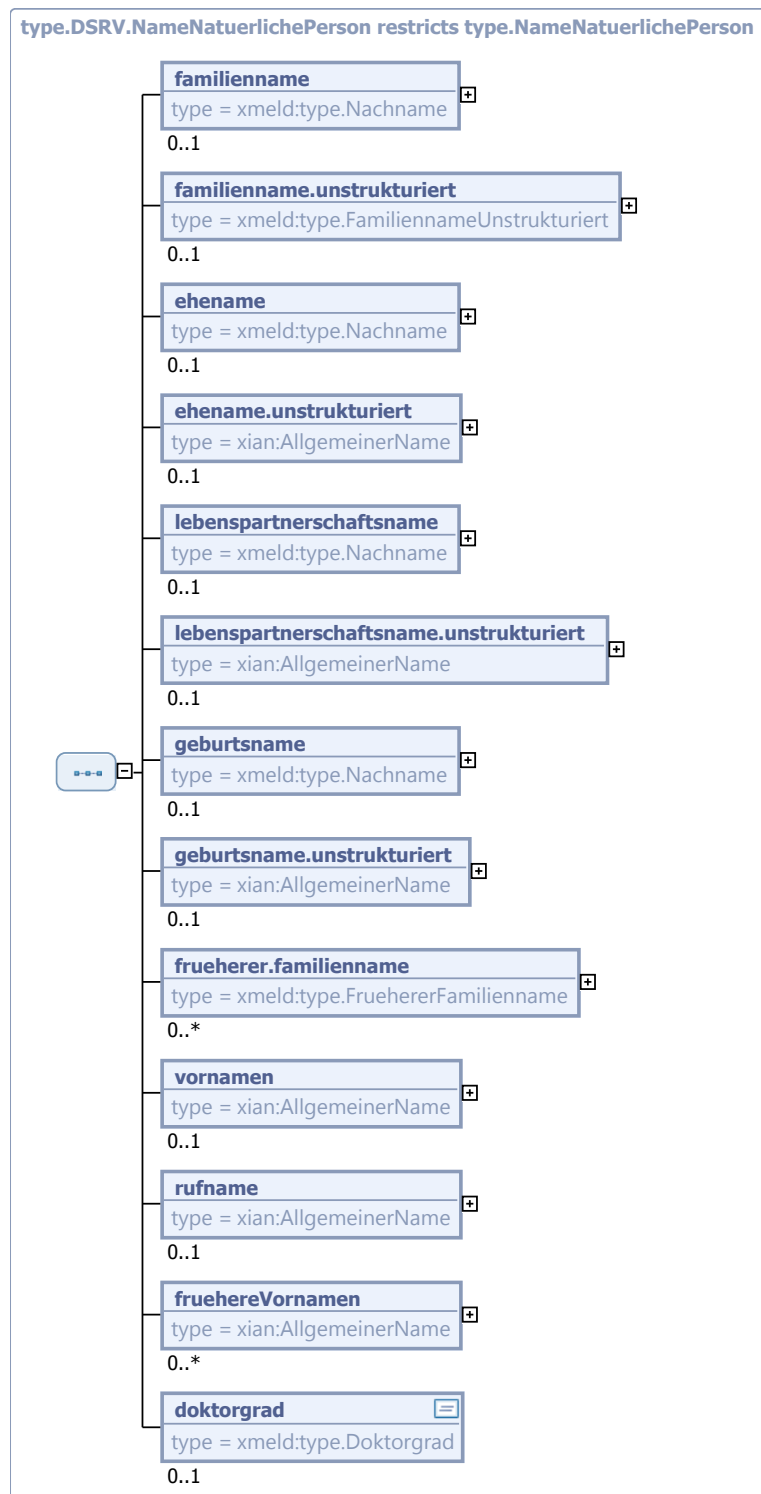 type.DSRV.NameNatuerlichePerson restricts type.NameNatuerlichePerson
familienname
type = xmeld:type.Nachname
0..1
familienname.unstrukturiert
type = xmeld:type.FamiliennameUnstrukturiert
0..1
ehename
type = xmeld:type.Nachname
0..1
ehename.unstrukturiert
type = xian:AllgemeinerName
0..1
lebenspartnerschaftsname
type = xmeld:type.Nachname
0..1
lebenspartnerschaftsname.unstrukturiert
type = xian:AllgemeinerName
0..1
geburtsname
type = xmeld:type.Nachname
0..1
geburtsname.unstrukturiert
type = xian:AllgemeinerName
0..1
frueherer.familienname
type = xmeld:type.FruehererFamilienname
0..*
vornamen
type = xian:AllgemeinerName
0..1
rufname
type = xian:AllgemeinerName
0..1
fruehereVornamen
type = xian:AllgemeinerName
0..*
doktorgrad
type = xmeld:type.Doktorgrad
0..1